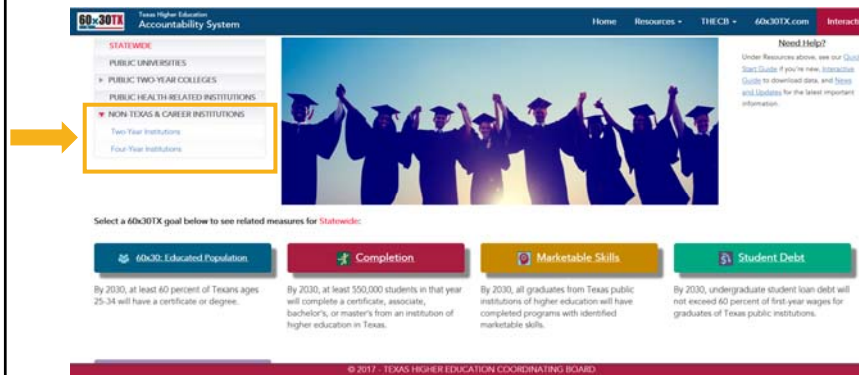 60x30TX
Texas Higher Education
Accountability System
Home
Resources
THECB
60x30TX.com
Interacti
STATEWIDE
PUBLIC UNIVERSITIES
PUBLIC TWO-YEAR COLLEGES
PUBLIC HEALTH-RELATED INSTITUTIONS
NON-TEXAS & CAREER INSTITUTIONS
Two-Year Institutions
Four-Year Institutions
Need Help?
Under Resources above, see our Quick
Start Guide if you're new, Interactive
Guide to download data, and News
and Updates for the latest important
information.
Select a 60x30TX goal below to see related measures for Statewide:
60x30: Educated Population
By 2030, at least 60 percent of Texans ages
25-34 will have a certificate or degree.
Completion
By 2030, at least 550,000 students in that year
will complete a certificate, associate,
bachelor's, or master's from an institution of
higher education in Texas.
Marketable Skills
By 2030, all graduates from Texas public
institutions of higher education will have
completed programs with identified
marketable skills.
Student Debt
By 2030, undergraduate student loan debt will
not exceed 60 percent of first-year wages for
graduates of Texas public institutions.
© 2017 - TEXAS HIGHER EDUCATION COORDINATING BOARD